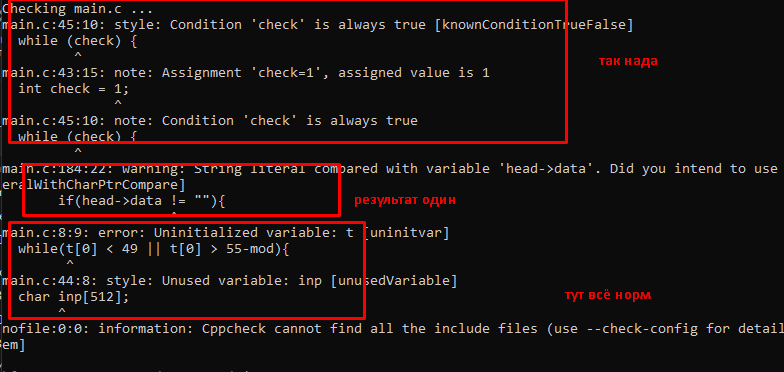 Checking main.c ...
main.c:45:10: style: Condition 'check' is always true [knownConditionTrueFalse]
while (check) {
^
так нада
main.c:43:15: note: Assignment 'check=1', assigned value is 1
int check = 1;
^
main.c:45:10: note: Condition 'check' is always true
while (check) {
^
main.c:184:22: warning: String literal compared with variable 'head->data'. Did you intend to use
eralWithCharPtrCompare]
if(head->data != ""){
результат один
^
main.c:8:9: error: Uninitialized variable: t [uninitvar]
while(t[0] < 49 || t[0] > 55-mod){
^
main.c:44:8: style: Unused variable: inp [unusedVariable]
char inp[512];
тут всё норм
^
nofile:0:0: information: Cppcheck cannot find all the include files (use --check-config for detail
em]